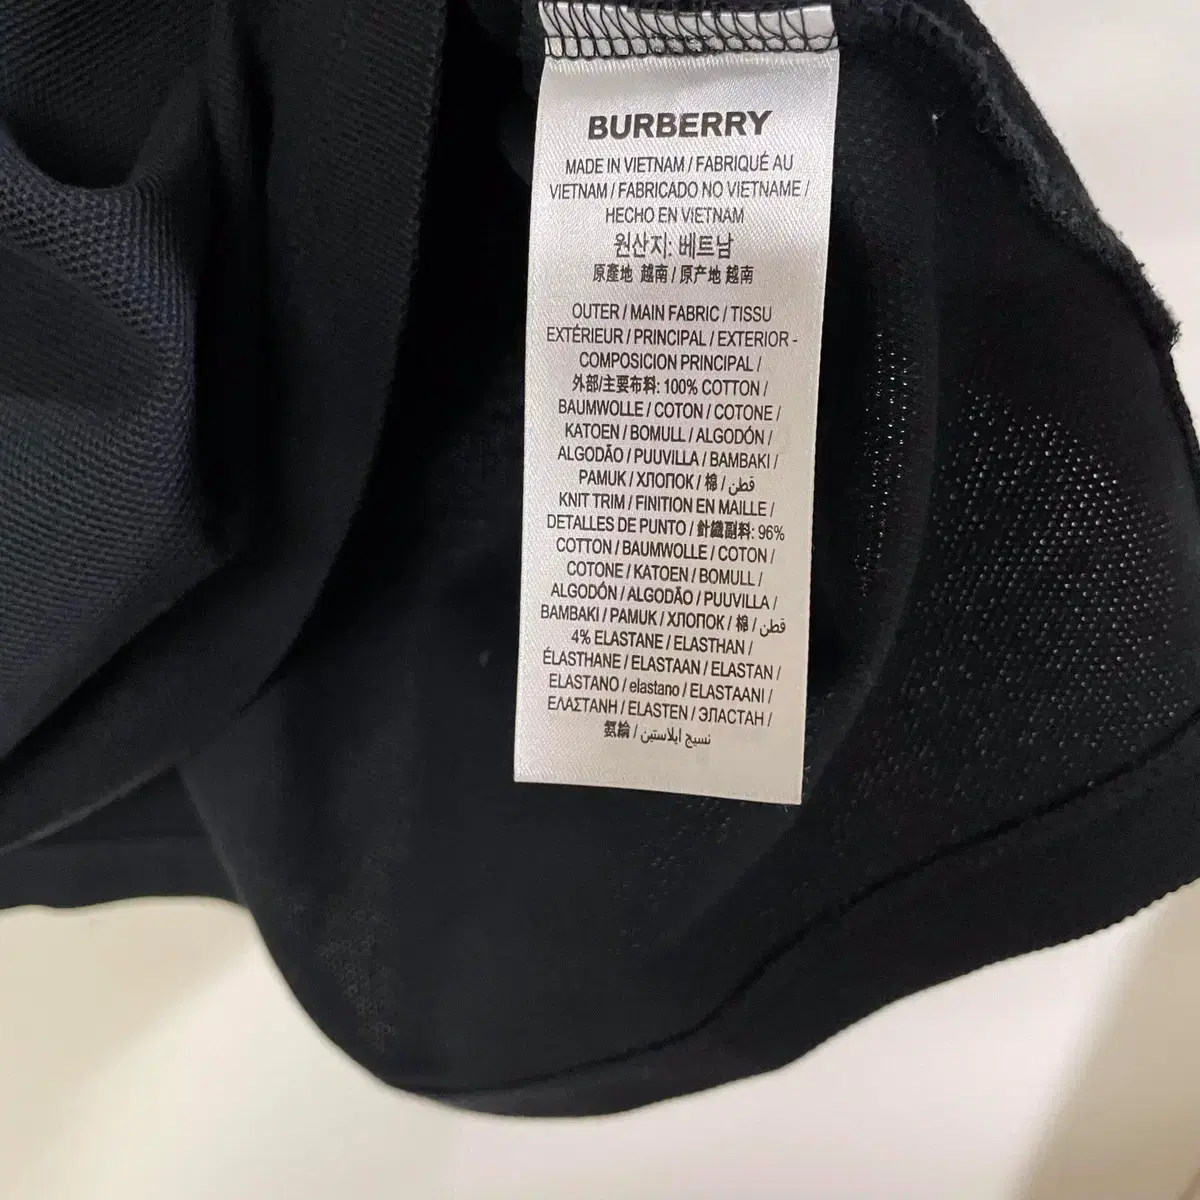 BURBERRY
MADE IN VIETNAM / FABRIQUÉ AU
VIETNAM / FABRICADO NO VIETNAME /
HECHO EN VIETNAM
원산지: 베트남
原產地 越南 / 原产地 越南
OUTER / MAIN FABRIC / TISSU
EXTÉRIEUR / PRINCIPAL / EXTERIOR -
COMPOSICION PRINCIPAL /
外部/主要布料: 100% COTTON /
BAUMWOLLE / COTON / COTONE /
KATOEN / BOMULL / ALGODÓN /
ALGODÃO / PUUVILLA / BAMBAKI /
PAMUK / ХЛОПОК / 棉 / قطن
KNIT TRIM / FINITION EN MAILLE /
DETALLES DE PUNTO / 針織副料: 96%
COTTON / BAUMWOLLE / COTON /
COTONE / KATOEN / BOMULL /
ALGODÓN / ALGODÃO / PUUVILLA /
BAMBAKI / PAMUK / ХЛОПОК / 棉 / قطن
4% ELASTANE / ELASTHAN /
ÉLASTHANE / ELASTAAN / ELASTAN /
ELASTANO / elastano / ELASTAANI /
ΕΛΑΣΤΑΝΗ / ELASTEN / ЭЛАСТАН /
氨綸 / نسيج ايلاستين